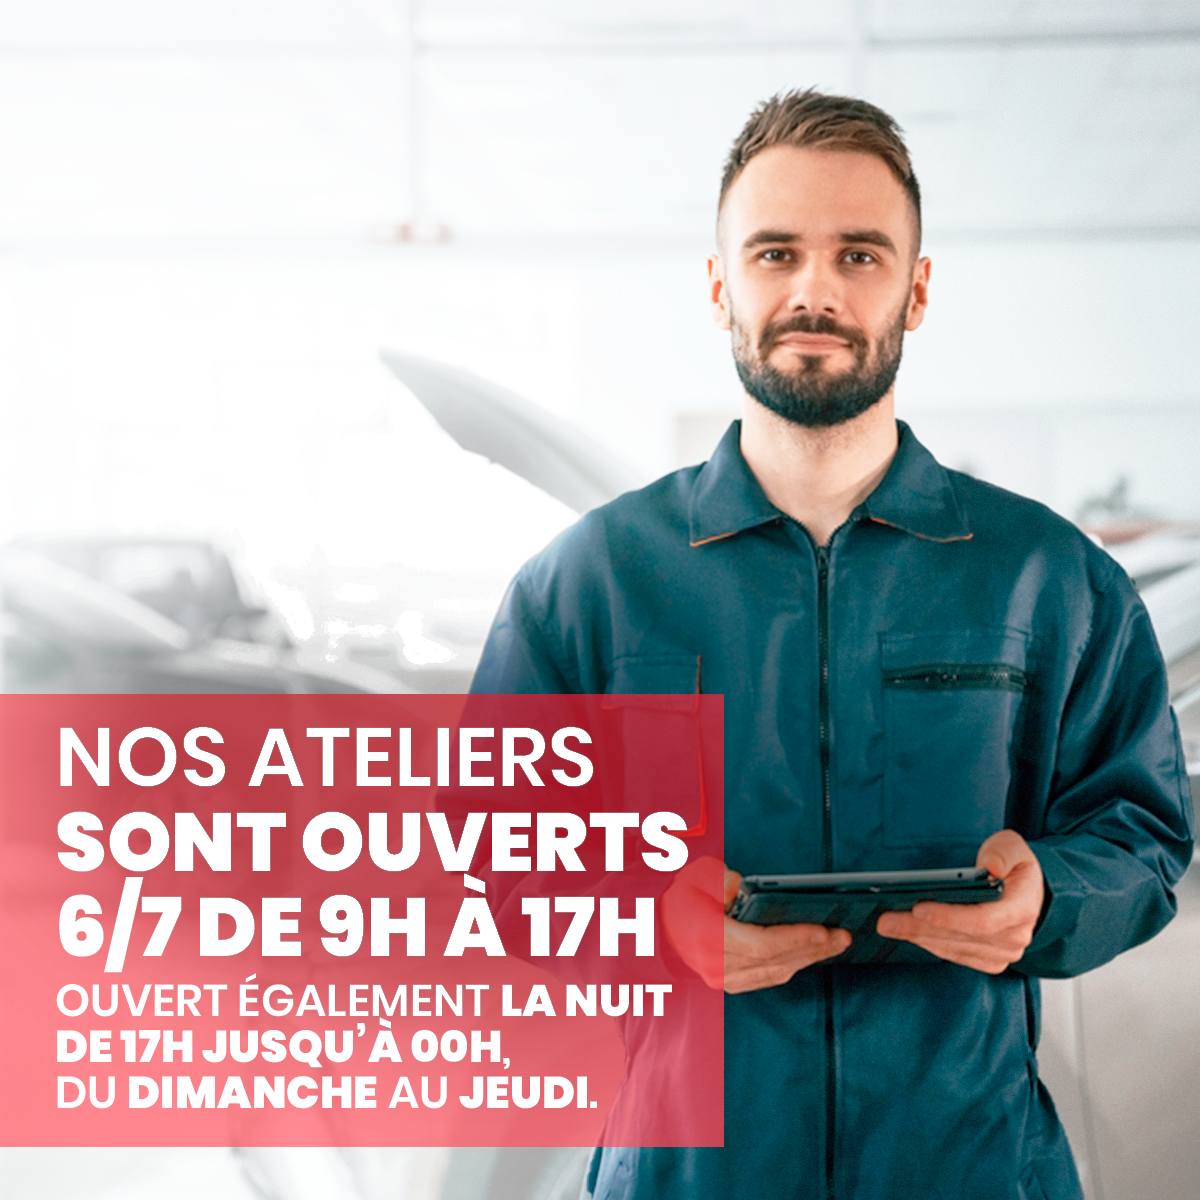 NOS ATELIERS
SONT OUVERTS
6/7 DE 9H À 17H
OUVERT ÉGALEMENT LA NUIT
DE 17H JUSQU'À 00H,
DU DIMANCHE AU JEUDI.